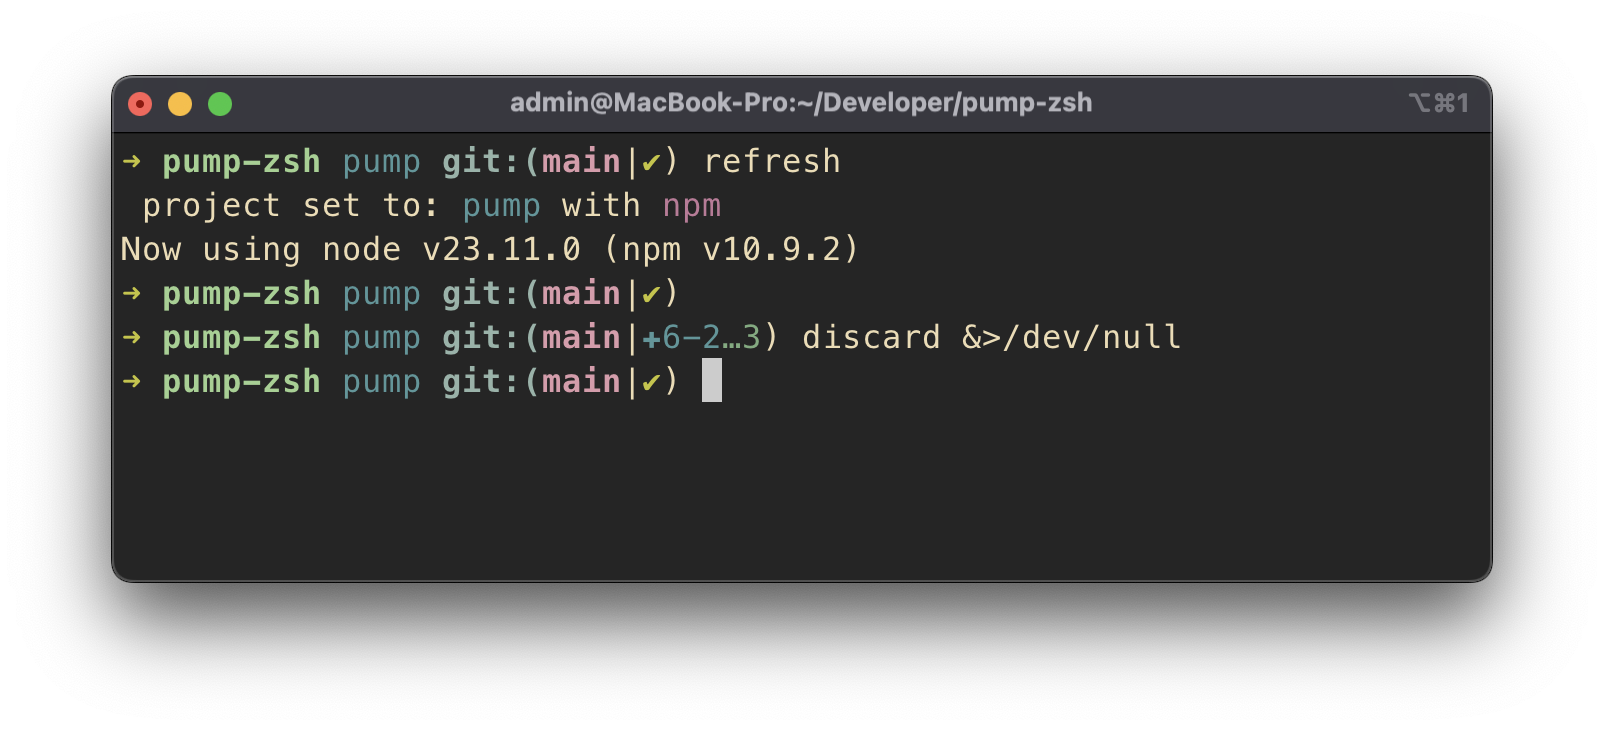 admin@MacBook-Pro:~/Developer/pump-zsh ⌥⌘1
➜ pump-zsh pump git:(main|✔) refresh
project set to: pump with npm
Now using node v23.11.0 (npm v10.9.2)
➜ pump-zsh pump git:(main|✔)
➜ pump-zsh pump git:(main|✚6-2…3) discard &>/dev/null
➜ pump-zsh pump git:(main|✔)